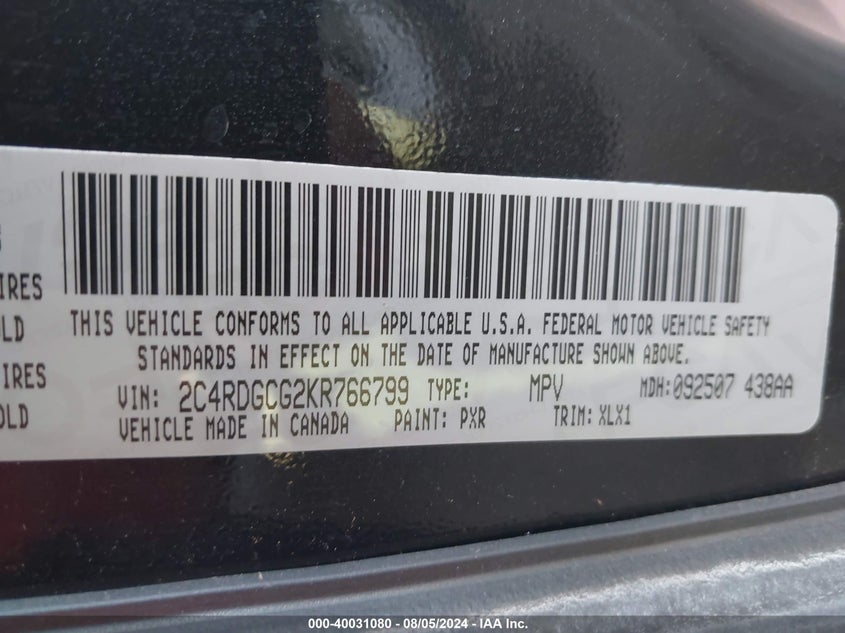 IRES
OLD
IRES
OLD
THIS VEHICLE CONFORMS TO ALL APPLICABLE U.S.A. FEDERAL MOTOR VEHICLE SAFETY
STANDARDS IN EFFECT ON THE DATE OF MANUFACTURE SHOWN ABOVE.
VIN: 2C4RDGCG2KR766799 TYPE: MPV MDH: 092507 438AA
VEHICLE MADE IN CANADA PAINT: PXR TRIM: XLX1
000-40031080 - 08/05/2024 - IAA Inc.